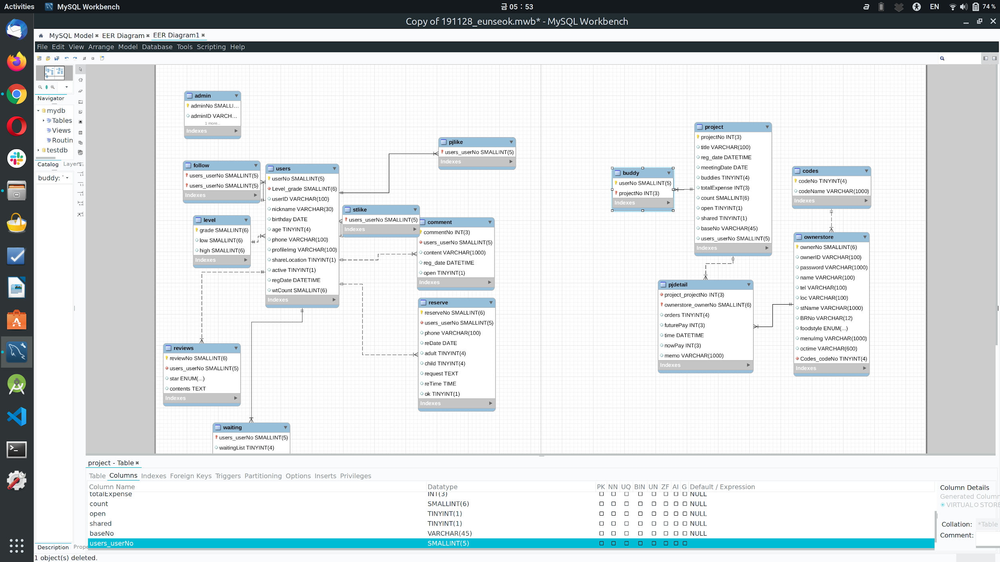 Activities MySQL Workbench 금 05 : 53 EN 74 %
Copy of 191128_eunseok.mwb* - MySQL Workbench
MySQL Model EER Diagram EER Diagram1
File Edit View Arrange Model Database Tools Scripting Help
Navigator
mydb
Tables
Views
Routin
testdb
Catalog Layers
buddy:
admin
adminNo SMALLI...
adminID VARCH...
1 more...
Indexes
follow
users_userNo SMALLINT(5)
users_userNo SMALLINT(5)
Indexes
level
grade SMALLINT(6)
low SMALLINT(6)
high SMALLINT(6)
Indexes
users
userNo SMALLINT(5)
Level_grade SMALLINT(6)
userID VARCHAR(100)
nickname VARCHAR(30)
birthday DATE
age TINYINT(4)
phone VARCHAR(100)
profileImg VARCHAR(100)
shareLocation TINYINT(1)
active TINYINT(1)
regDate DATETIME
wtCount SMALLINT(6)
Indexes
pjlike
users_userNo SMALLINT(5)
Indexes
stlike
users_userNo SMALLINT(5)
Indexes
comment
commentNo INT(3)
users_userNo SMALLINT(5)
content VARCHAR(1000)
reg_date DATETIME
open TINYINT(1)
Indexes
reserve
reserveNo SMALLINT(6)
users_userNo SMALLINT(5)
phone VARCHAR(100)
reDate DATE
adult TINYINT(4)
child TINYINT(4)
request TEXT
reTime TIME
ok TINYINT(1)
Indexes
reviews
reviewNo SMALLINT(6)
users_userNo SMALLINT(5)
star ENUM(...)
contents TEXT
Indexes
waiting
users_userNo SMALLINT(5)
waitingList TINYINT(4)
buddy
userNo SMALLINT(5)
projectNo INT(3)
Indexes
project
projectNo INT(3)
title VARCHAR(100)
reg_date DATETIME
meetingDate DATE
buddies TINYINT(4)
totalExpense INT(3)
count SMALLINT(6)
open TINYINT(1)
shared TINYINT(1)
baseNo VARCHAR(45)
users_userNo SMALLINT(5)
Indexes
codes
codeNo TINYINT(4)
codeName VARCHAR(1000)
Indexes
ownerstore
ownerNo SMALLINT(6)
ownerID VARCHAR(100)
password VARCHAR(1000)
name VARCHAR(100)
tel VARCHAR(100)
loc VARCHAR(100)
stName VARCHAR(1000)
BRNo VARCHAR(12)
foodstyle ENUM(...)
menuImg VARCHAR(1000)
octime VARCHAR(600)
Codes_codeNo TINYINT(4)
Indexes
pjdetail
project_projectNo INT(3)
ownerstore_ownerNo SMALLINT(6)
orders TINYINT(4)
futurePay INT(3)
time DATETIME
nowPay INT(3)
memo VARCHAR(1000)
Indexes
project - Table
Table Columns Indexes Foreign Keys Triggers Partitioning Options Inserts Privileges
Column Name Datatype PK NN UQ BIN UN ZF AI G Default / Expression
totalExpense INT(3) NULL
count SMALLINT(6) NULL
open TINYINT(1) NULL
shared TINYINT(1) NULL
baseNo VARCHAR(45) NULL
users_userNo SMALLINT(5)
Column Details
Generated Column
VIRTUAL STORE
Collation: *Table
Comment:
Description Prope
1 object(s) deleted.